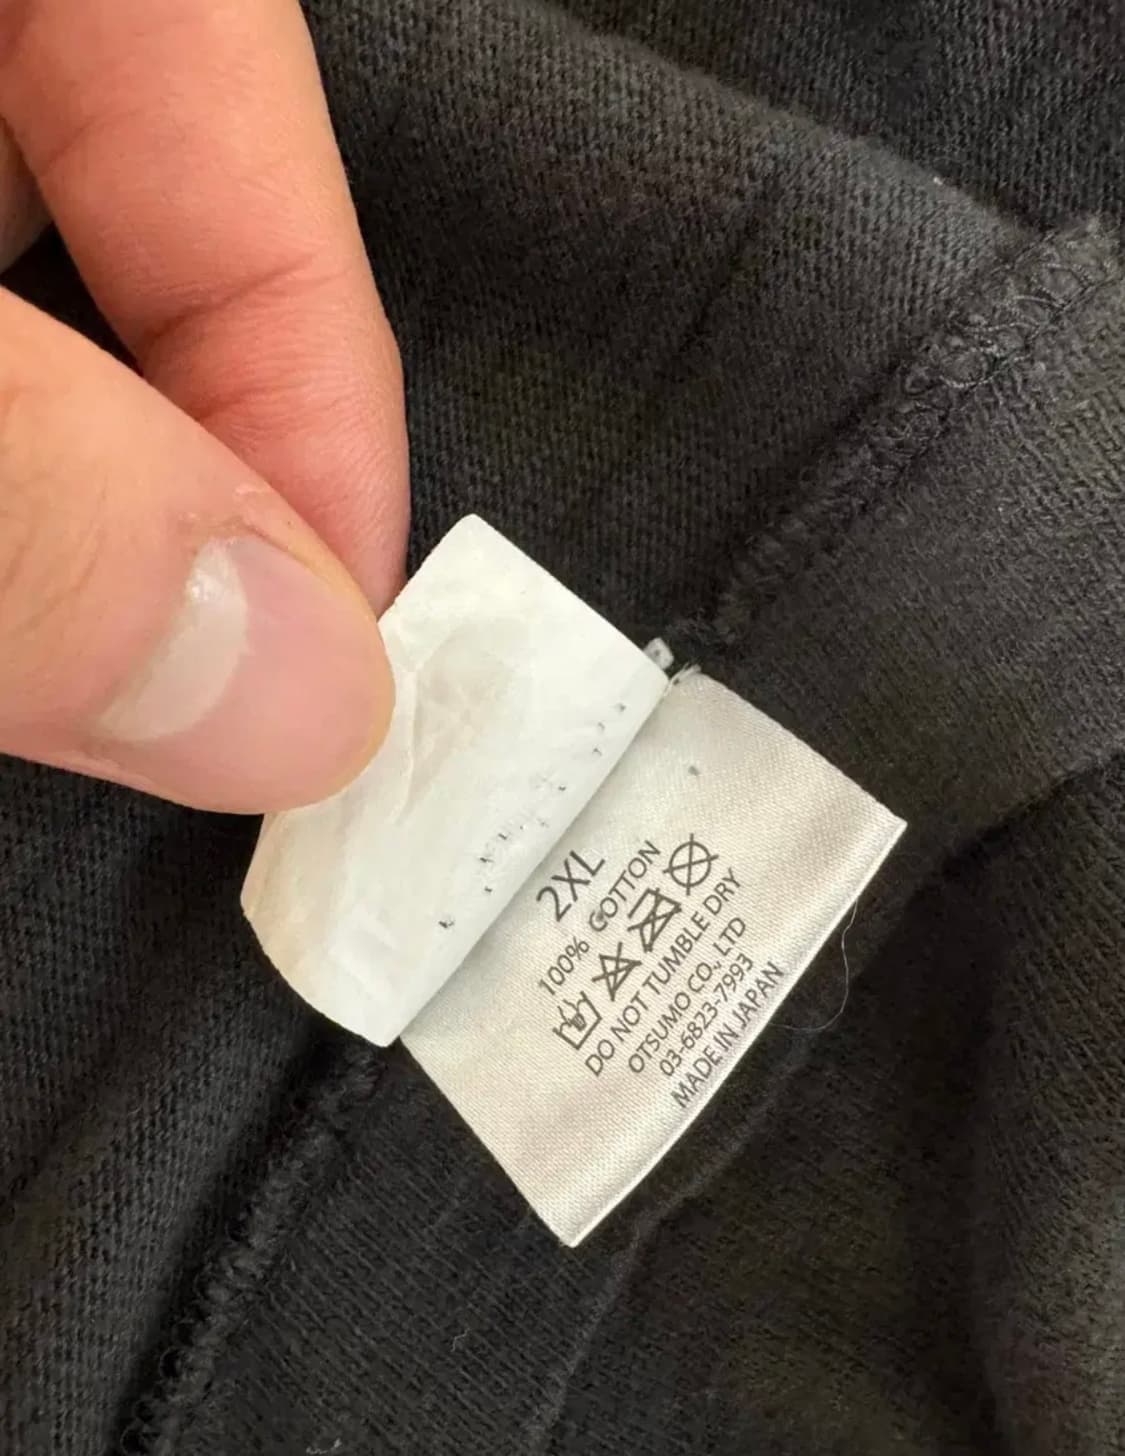 2XL
100% COTTON
DO NOT TUMBLE DRY
OTSUMO CO., LTD
03-6823-7993
MADE IN JAPAN